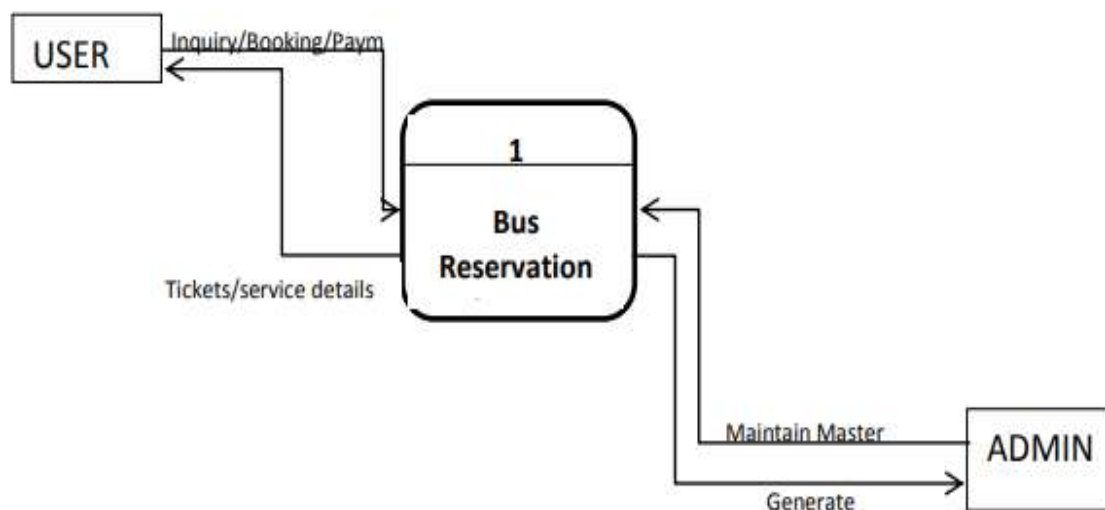 USER
Inquiry/Booking/Paym
1
Bus
Reservation
Tickets/service details
Maintain Master
ADMIN
Generate